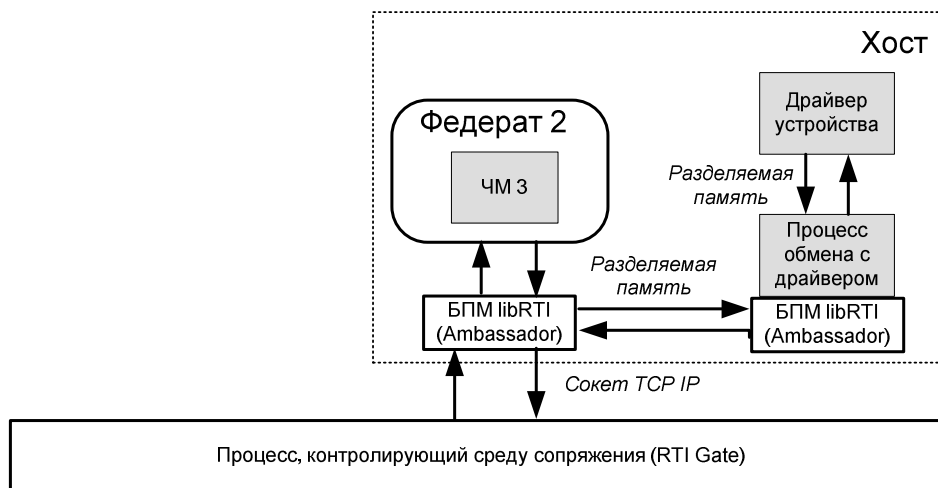 Хост
Федерат 2
ЧМ 3
Драйвер
устройства
Разделяемая
память
Процесс
обмена с
драйвером
Разделяемая
память
БПМ libRTI
(Ambassador)
БПМ libRTI
(Ambassador)
Сокет TCP IP
Процесс, контролирующий среду сопряжения (RTI Gate)